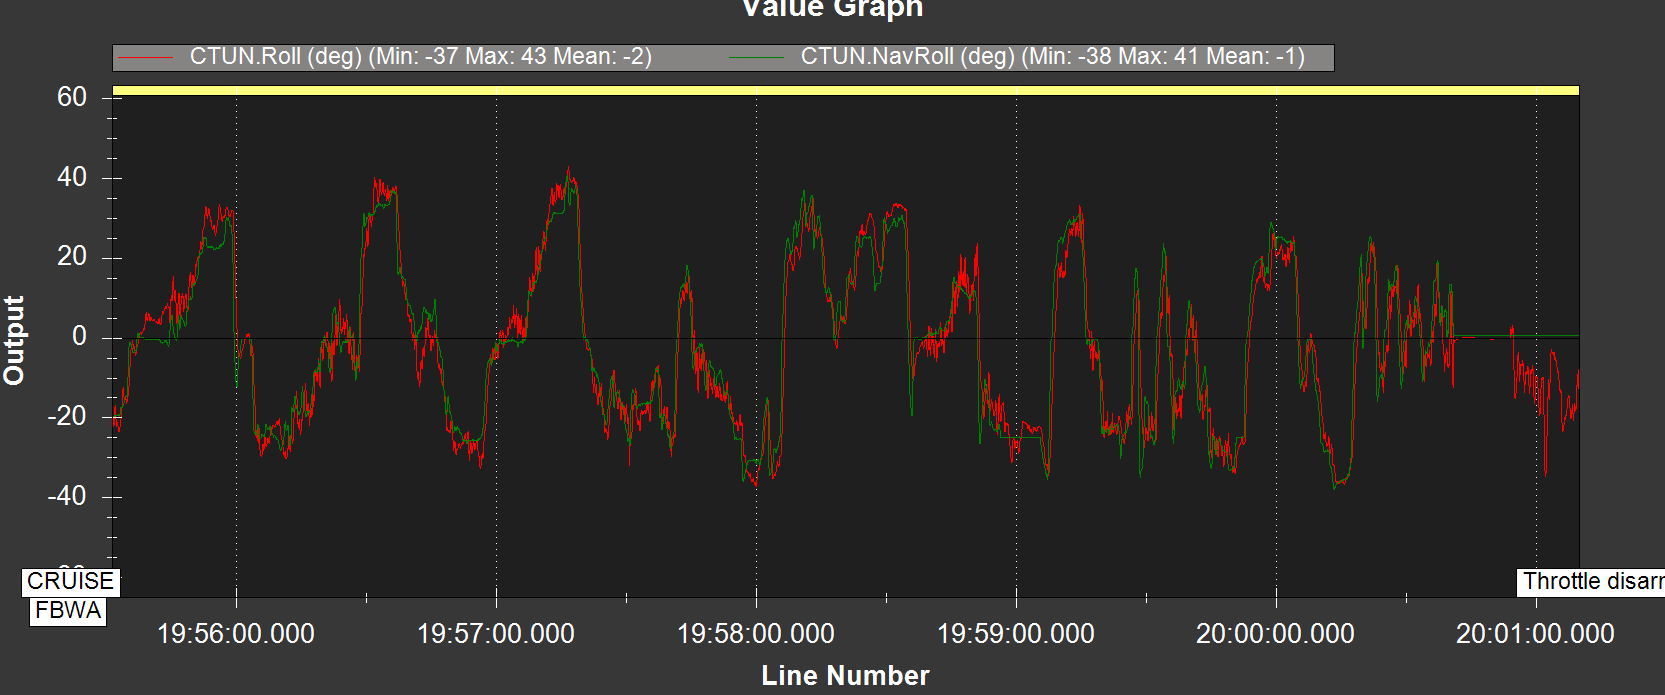 Value Graph
CTUN.Roll (deg) (Min: -37 Max: 43 Mean: -2) CTUN.NavRoll (deg) (Min: -38 Max: 41 Mean: -1)
60
40
20
0
-20
-40
Output
CRUISE
FBWA
Throttle disarr
19:56:00.000 19:57:00.000 19:58:00.000 19:59:00.000 20:00:00.000 20:01:00.000
Line Number